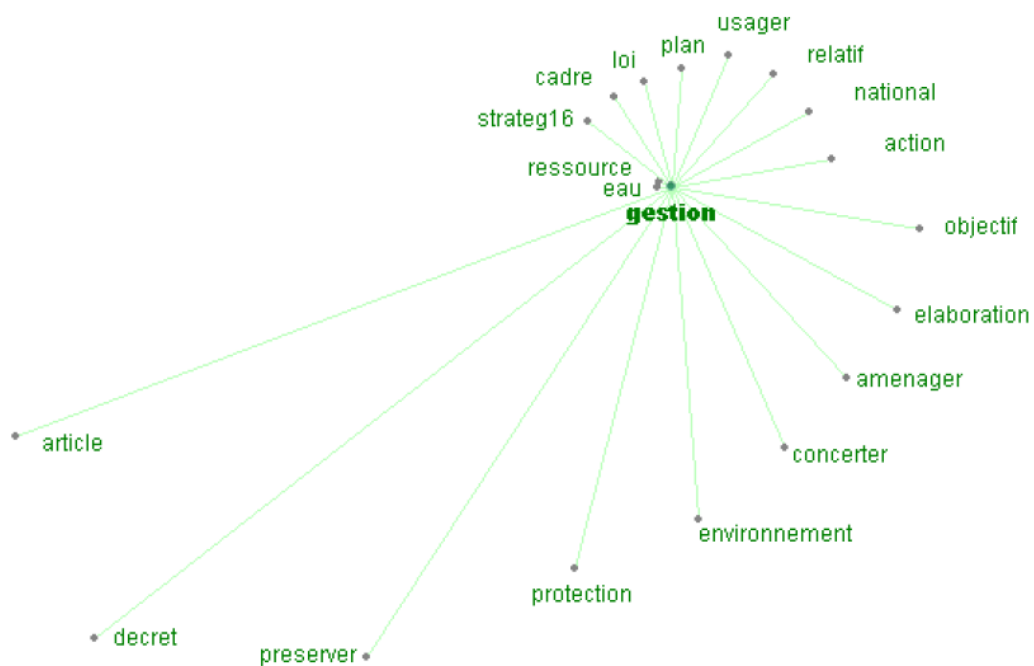 usager
plan
relatif
loi
cadre
national
strateg16
action
ressource
eau
gestion
objectif
elaboration
amenager
article
concerter
environnement
protection
decret
preserver